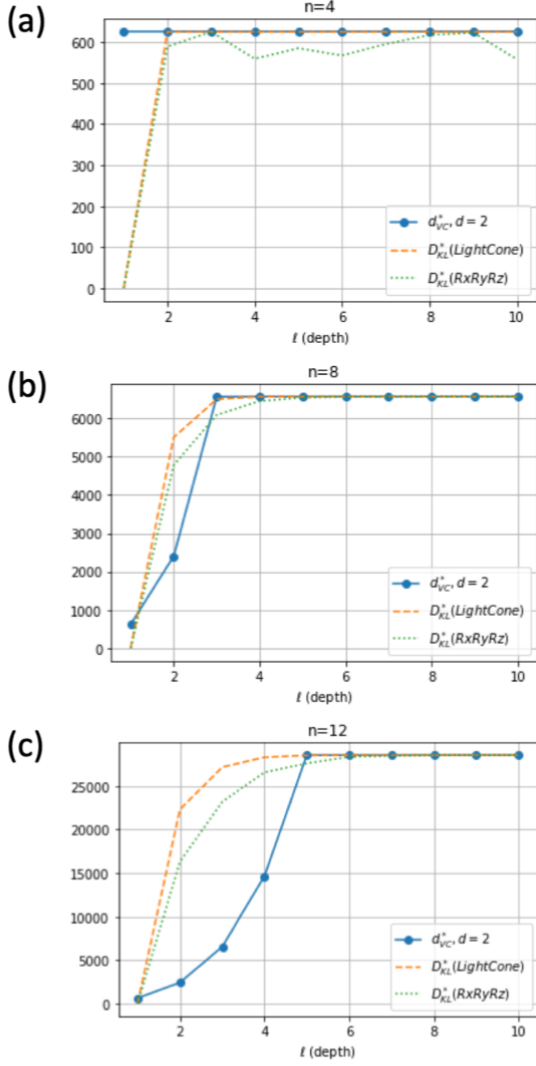 (a)
n=4
600
500
400
300
200
100
0
d*VC, d = 2
D*KL(LightCone)
D*KL(RxRyRz)
2 4 6 8 10
ℓ (depth)
(b)
n=8
6000
5000
4000
3000
2000
1000
0
d*VC, d = 2
D*KL(LightCone)
D*KL(RxRyRz)
2 4 6 8 10
ℓ (depth)
(c)
n=12
25000
20000
15000
10000
5000
0
d*VC, d = 2
D*KL(LightCone)
D*KL(RxRyRz)
2 4 6 8 10
ℓ (depth)